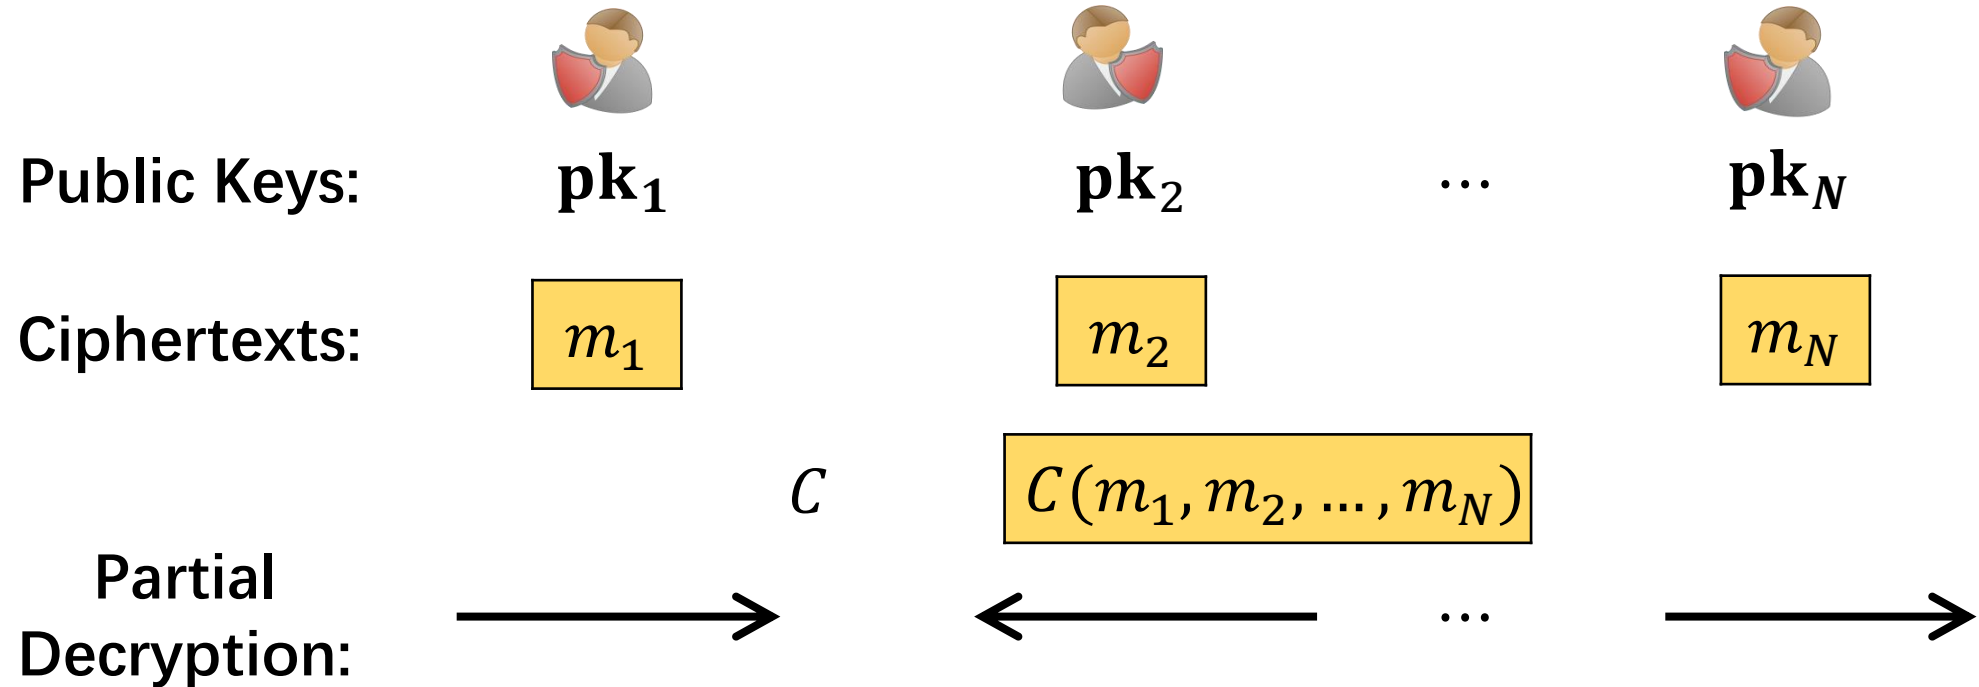 Public Keys: pk₁ pk₂ ... pk_N
Ciphertexts: m₁ m₂ m_N
C C(m₁, m₂, ..., m_N)
Partial
Decryption: ...